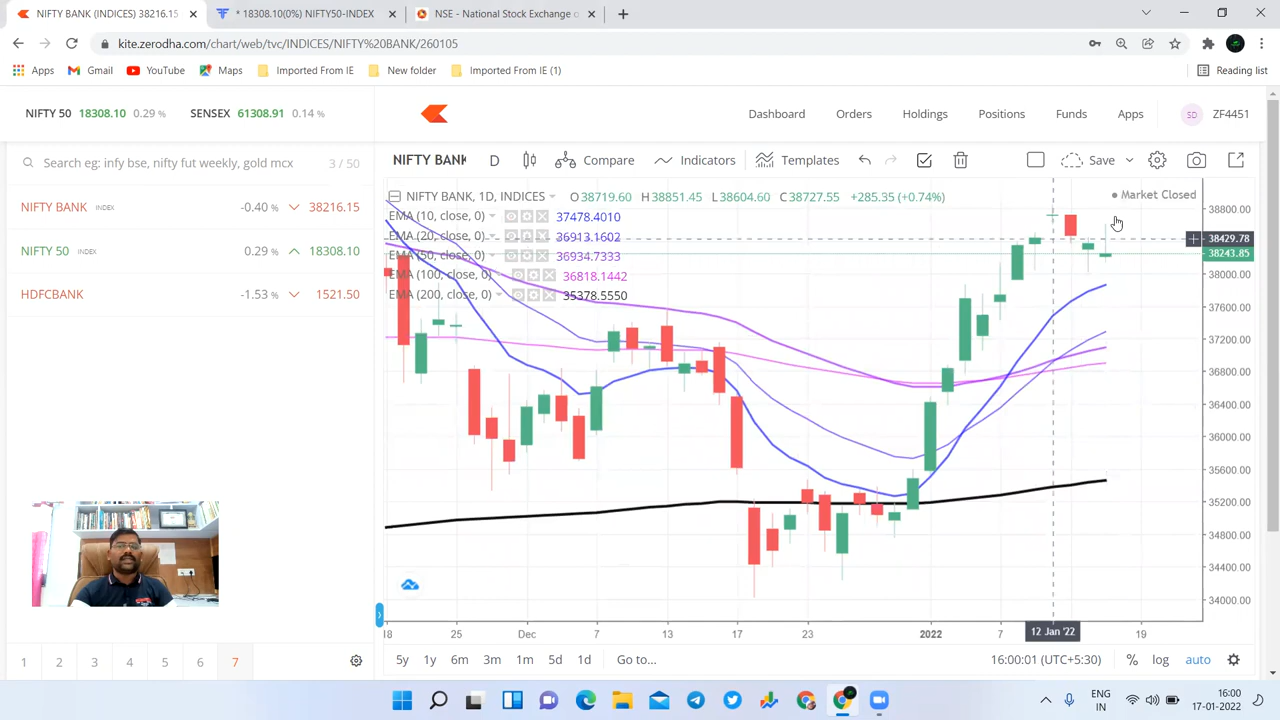 NIFTY BANK (INDICES) 38216.15
* 18308.10(0%) NIFTY50-INDEX
NSE - National Stock Exchange o
kite.zerodha.com/chart/web/tvc/INDICES/NIFTY%20BANK/260105
Apps Gmail YouTube Maps Imported From IE New folder Imported From IE (1) Reading list
NIFTY 50 18308.10 0.29 % SENSEX 61308.91 0.14 %
Dashboard Orders Holdings Positions Funds Apps SD ZF4451
Search eg: infy bse, nifty fut weekly, gold mcx 3 / 50
NIFTY BANK INDEX -0.40 % 38216.15
NIFTY 50 INDEX 0.29 % 18308.10
HDFCBANK -1.53 % 1521.50
1 2 3 4 5 6 7
NIFTY BANK D Compare Indicators Templates Save
NIFTY BANK, 1D, INDICES O38719.60 H38851.45 L38604.60 C38727.55 +285.35 (+0.74%)
Market Closed
EMA (10, close, 0) 37478.4010
EMA (20, close, 0) 36913.1602
EMA (50, close, 0) 36934.7333
EMA (100, close, 0) 36818.1442
EMA (200, close, 0) 35378.5550
38800.00
38429.78
38243.85
38000.00
37600.00
37200.00
36800.00
36400.00
36000.00
35600.00
35200.00
34800.00
34400.00
34000.00
18 25 Dec 7 13 17 23 2022 7 12 Jan '22 19
5y 1y 6m 3m 1m 5d 1d Go to... 16:00:01 (UTC+5:30) % log auto
ENG
IN
16:00
17-01-2022